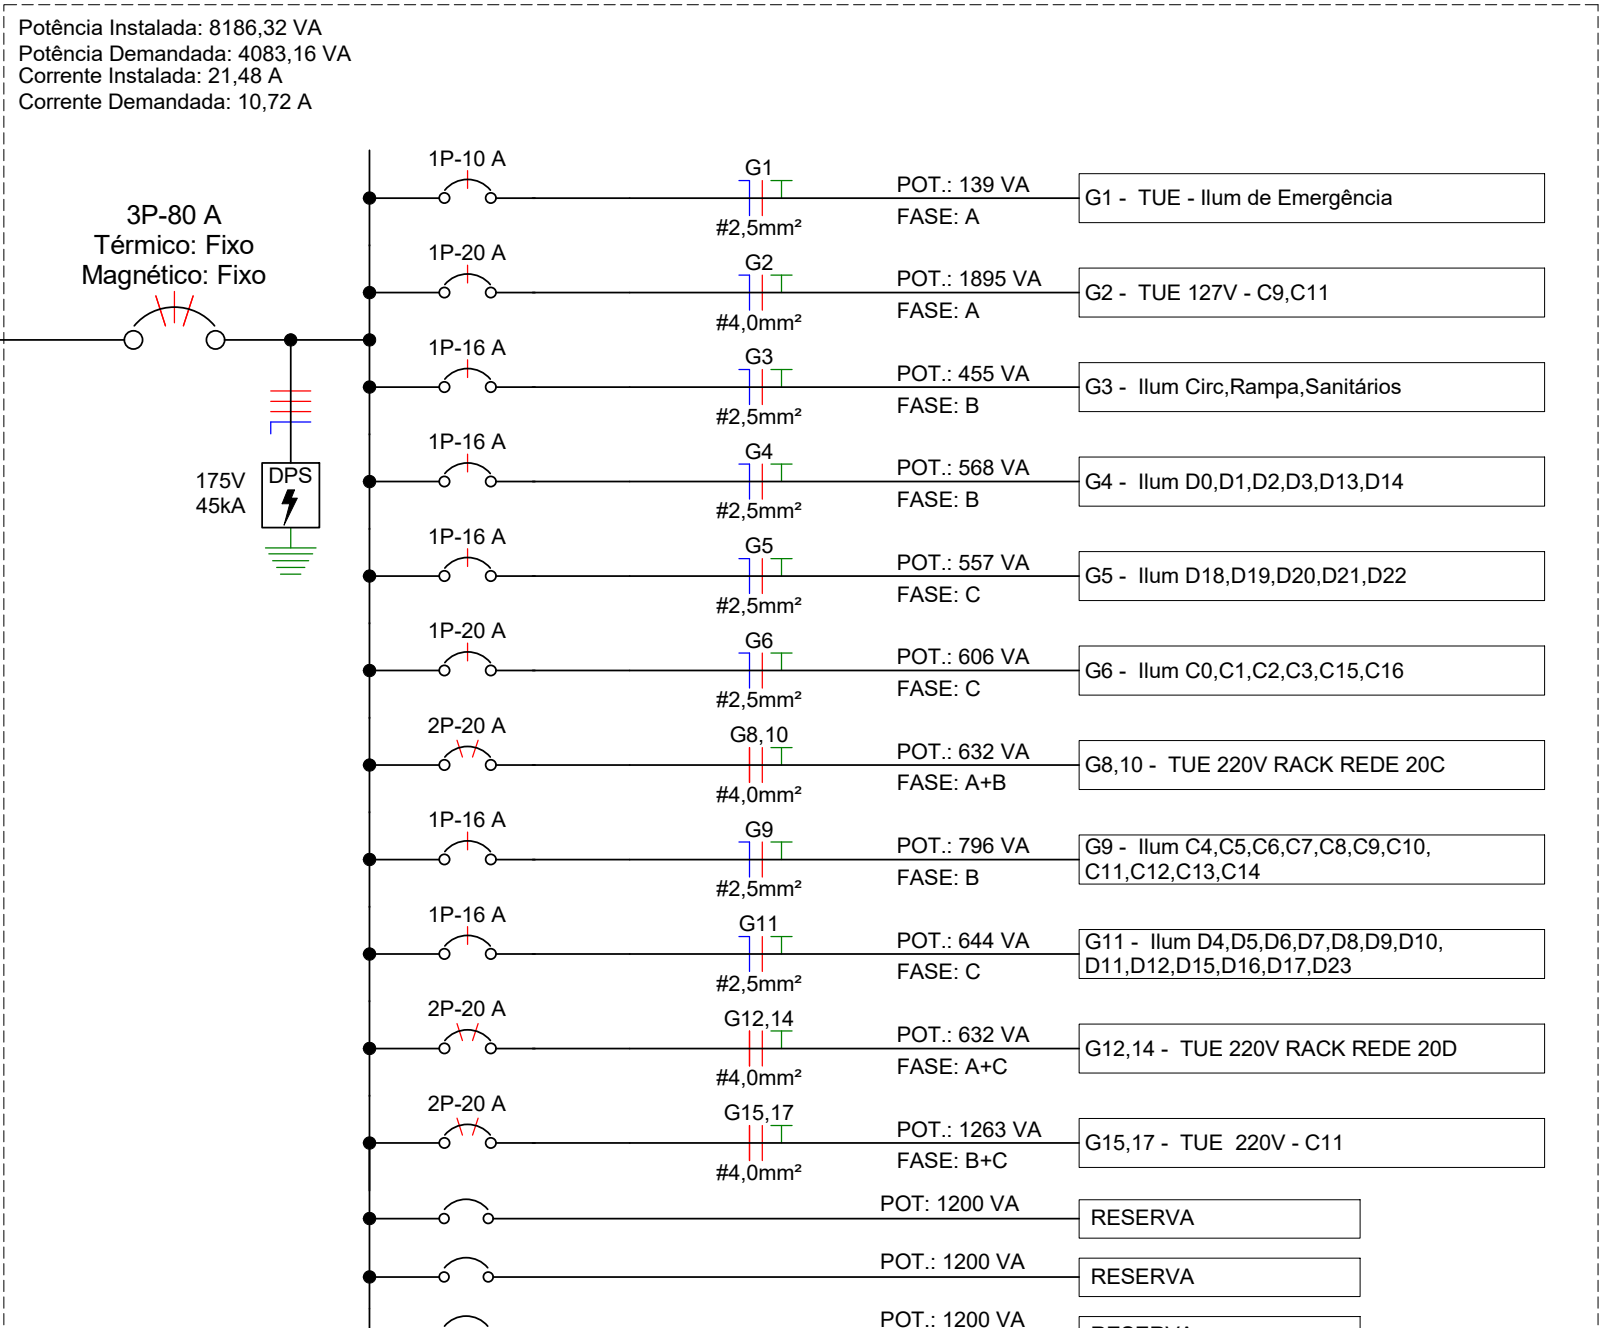 Potência Instalada: 8186,32 VA
Potência Demandada: 4083,16 VA
Corrente Instalada: 21,48 A
Corrente Demandada: 10,72 A
3P-80 A
Térmico: Fixo
Magnético: Fixo
175V
45kA
DPS
1P-10 A
G1
#2,5mm²
POT.: 139 VA
FASE: A
G1 - TUE - Ilum de Emergência
1P-20 A
G2
#4,0mm²
POT.: 1895 VA
FASE: A
G2 - TUE 127V - C9,C11
1P-16 A
G3
#2,5mm²
POT.: 455 VA
FASE: B
G3 - Ilum Circ,Rampa,Sanitários
1P-16 A
G4
#2,5mm²
POT.: 568 VA
FASE: B
G4 - Ilum D0,D1,D2,D3,D13,D14
1P-16 A
G5
#2,5mm²
POT.: 557 VA
FASE: C
G5 - Ilum D18,D19,D20,D21,D22
1P-20 A
G6
#2,5mm²
POT.: 606 VA
FASE: C
G6 - Ilum C0,C1,C2,C3,C15,C16
2P-20 A
G8,10
#4,0mm²
POT.: 632 VA
FASE: A+B
G8,10 - TUE 220V RACK REDE 20C
1P-16 A
G9
#2,5mm²
POT.: 796 VA
FASE: B
G9 - Ilum C4,C5,C6,C7,C8,C9,C10,
C11,C12,C13,C14
1P-16 A
G11
#2,5mm²
POT.: 644 VA
FASE: C
G11 - Ilum D4,D5,D6,D7,D8,D9,D10,
D11,D12,D15,D16,D17,D23
2P-20 A
G12,14
#4,0mm²
POT.: 632 VA
FASE: A+C
G12,14 - TUE 220V RACK REDE 20D
2P-20 A
G15,17
#4,0mm²
POT.: 1263 VA
FASE: B+C
G15,17 - TUE 220V - C11
POT: 1200 VA
RESERVA
POT.: 1200 VA
RESERVA
POT.: 1200 VA